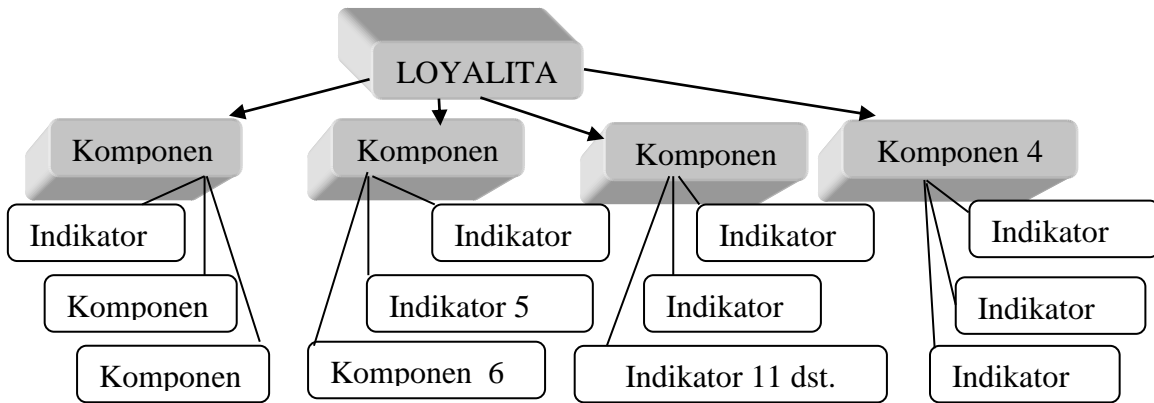 LOYALITA
Komponen
Komponen
Komponen
Komponen 4
Indikator
Indikator
Indikator
Indikator
Komponen
Indikator 5
Indikator
Indikator
Komponen
Komponen 6
Indikator 11 dst.
Indikator